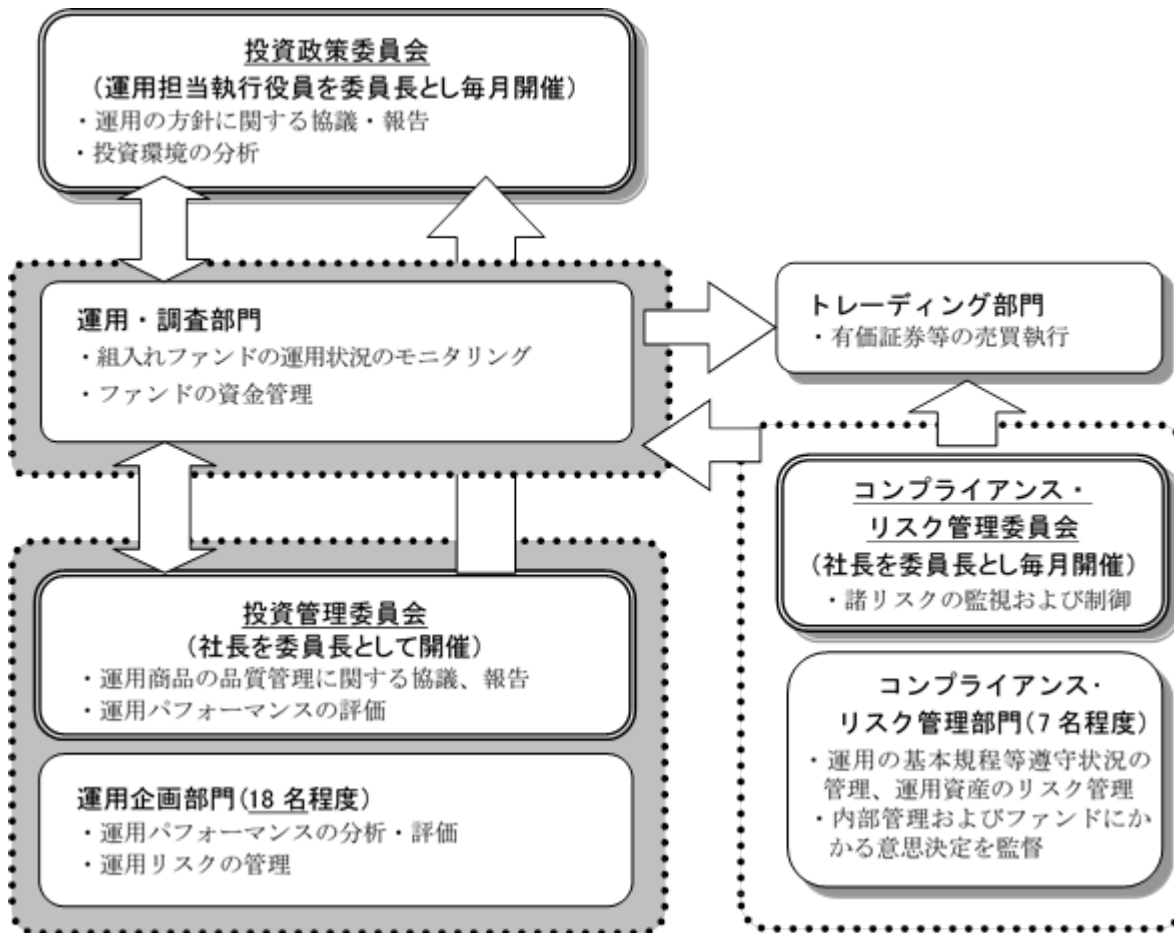 投資政策委員会
(運用担当執行役員を委員長とし毎月開催)
・運用の方針に関する協議・報告
・投資環境の分析
運用・調査部門
・組入れファンドの運用状況のモニタリング
・ファンドの資金管理
トレーディング部門
・有価証券等の売買執行
投資管理委員会
(社長を委員長として開催)
・運用商品の品質管理に関する協議、報告
・運用パフォーマンスの評価
運用企画部門(18名程度)
・運用パフォーマンスの分析・評価
・運用リスクの管理
コンプライアンス・
リスク管理委員会
(社長を委員長とし毎月開催)
・諸リスクの監視および制御
コンプライアンス・
リスク管理部門(7名程度)
・運用の基本規程等遵守状況の
管理、運用資産のリスク管理
・内部管理およびファンドにか
かる意思決定を監督